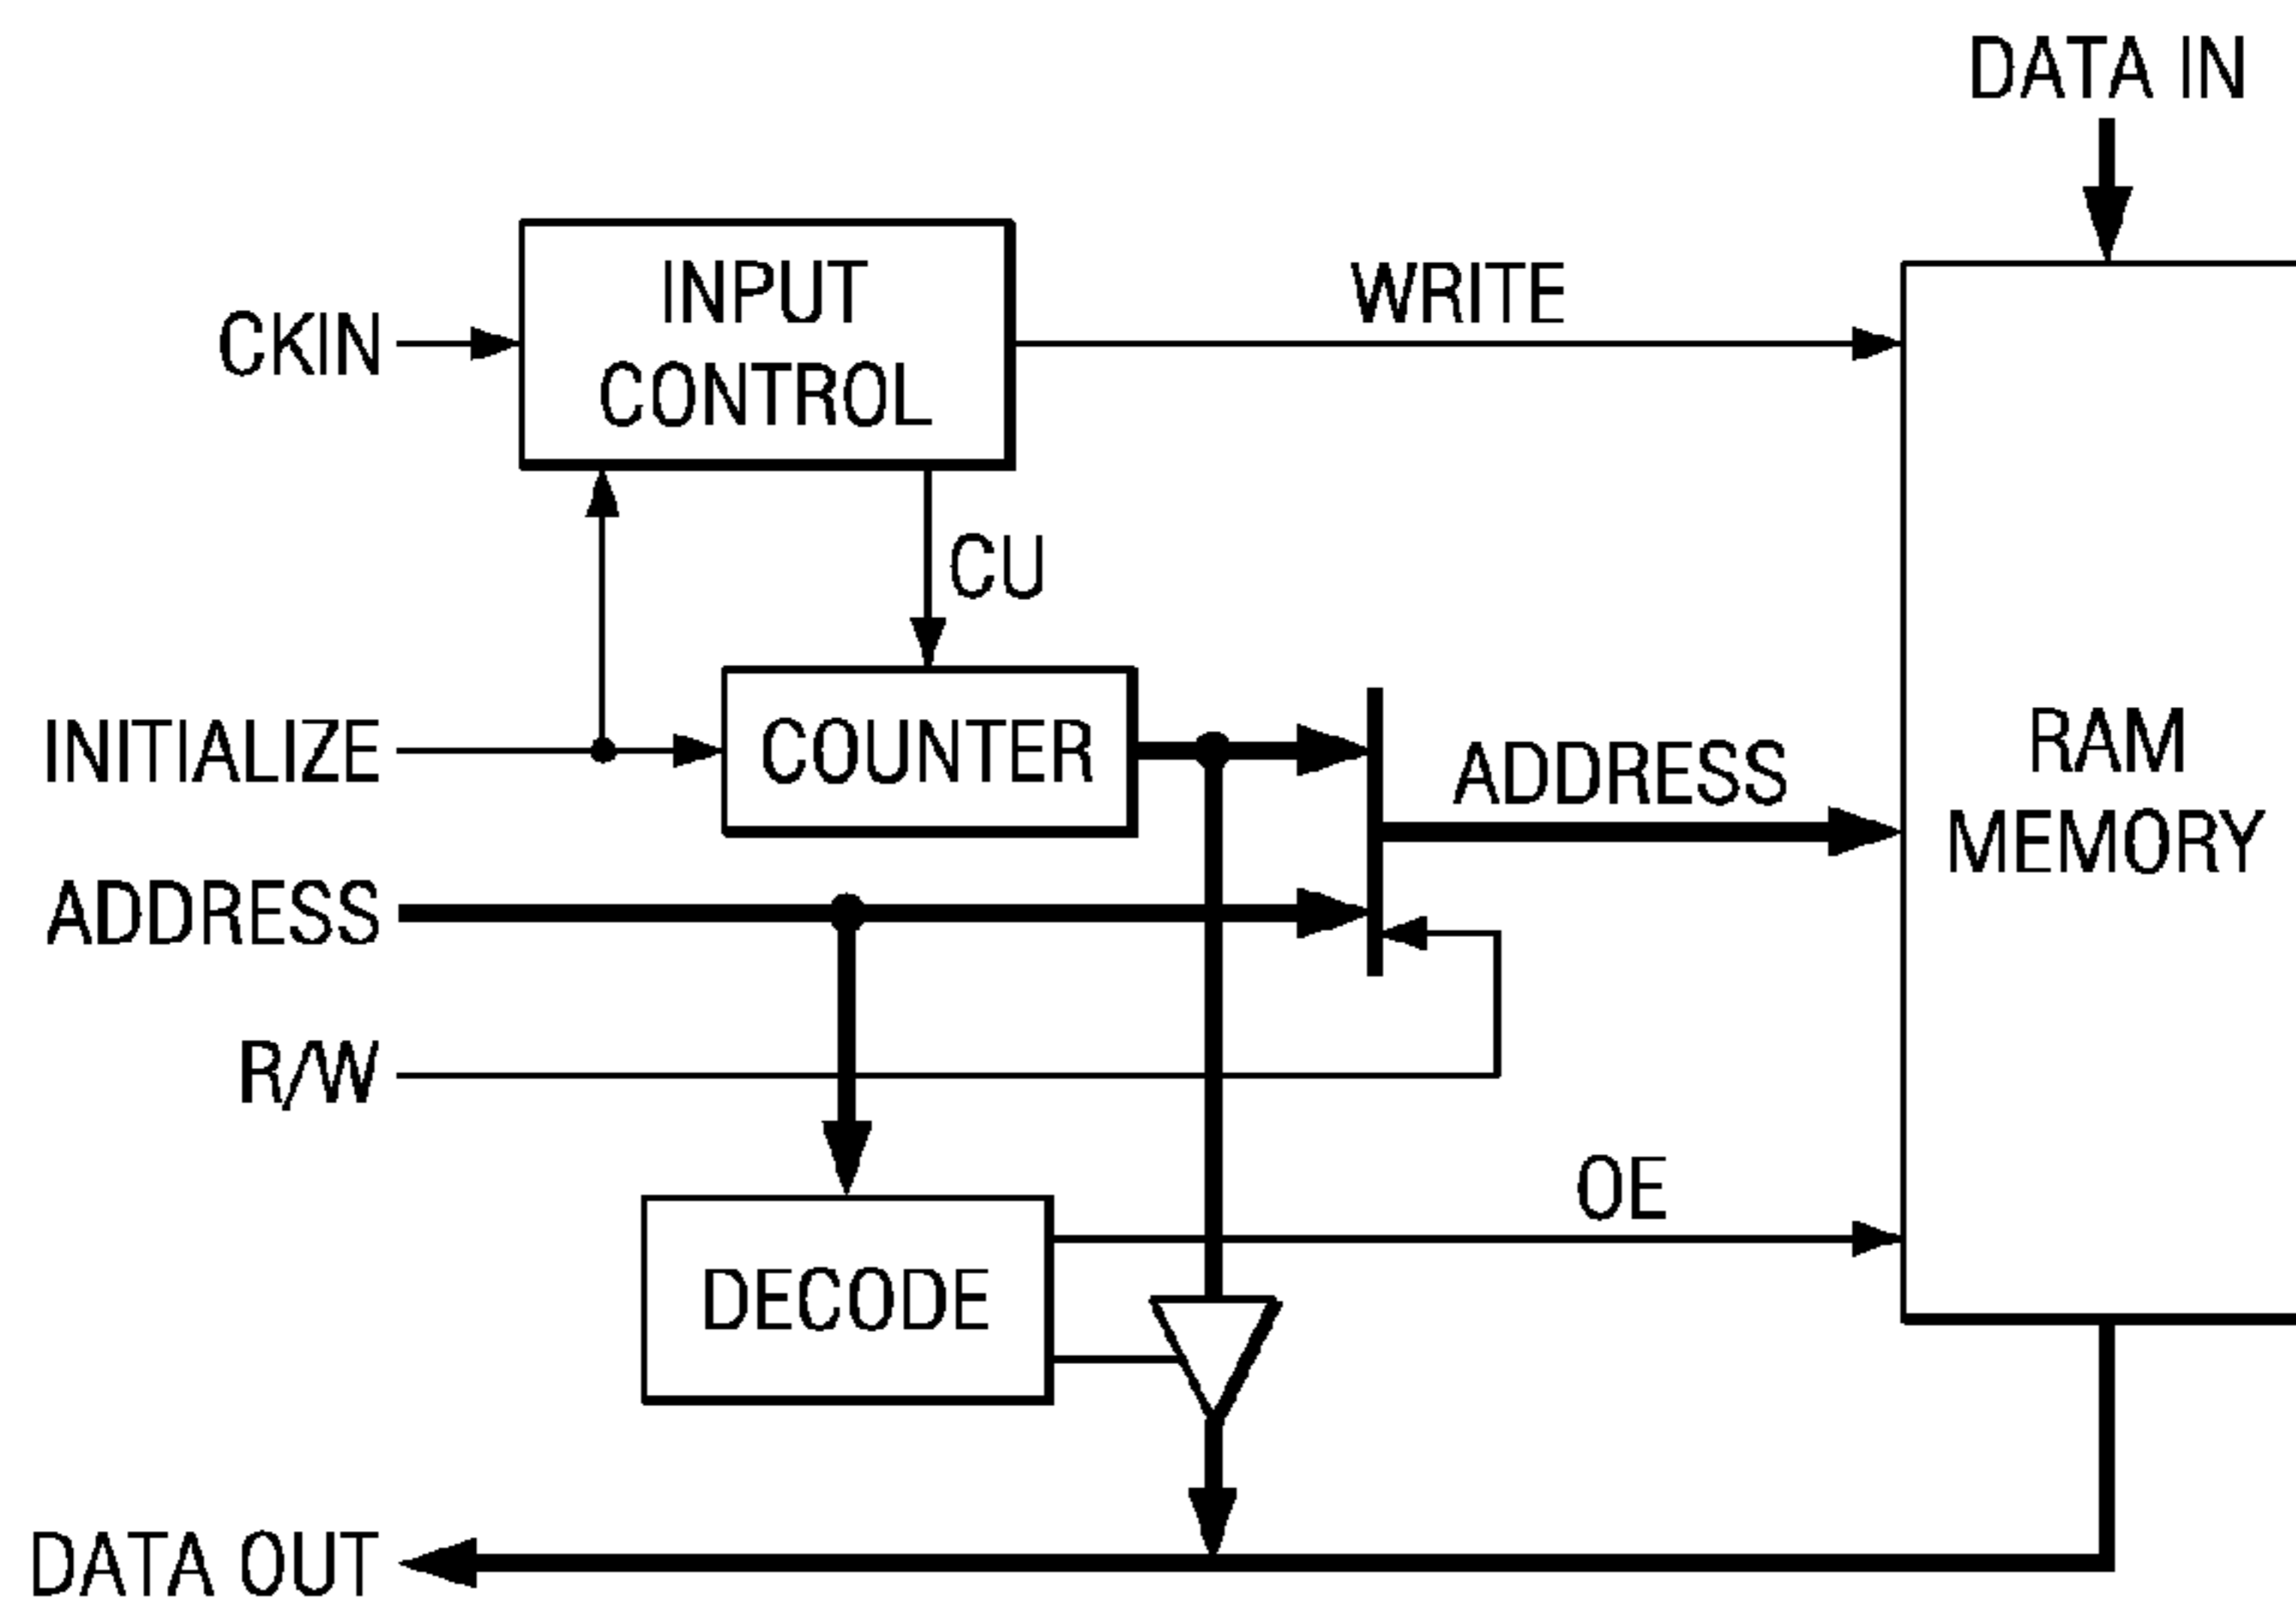 DATA IN
INPUT
CONTROL
CKIN
WRITE
CU
INITIALIZE
COUNTER
ADDRESS
RAM
MEMORY
ADDRESS
R/W
OE
DECODE
DATA OUT